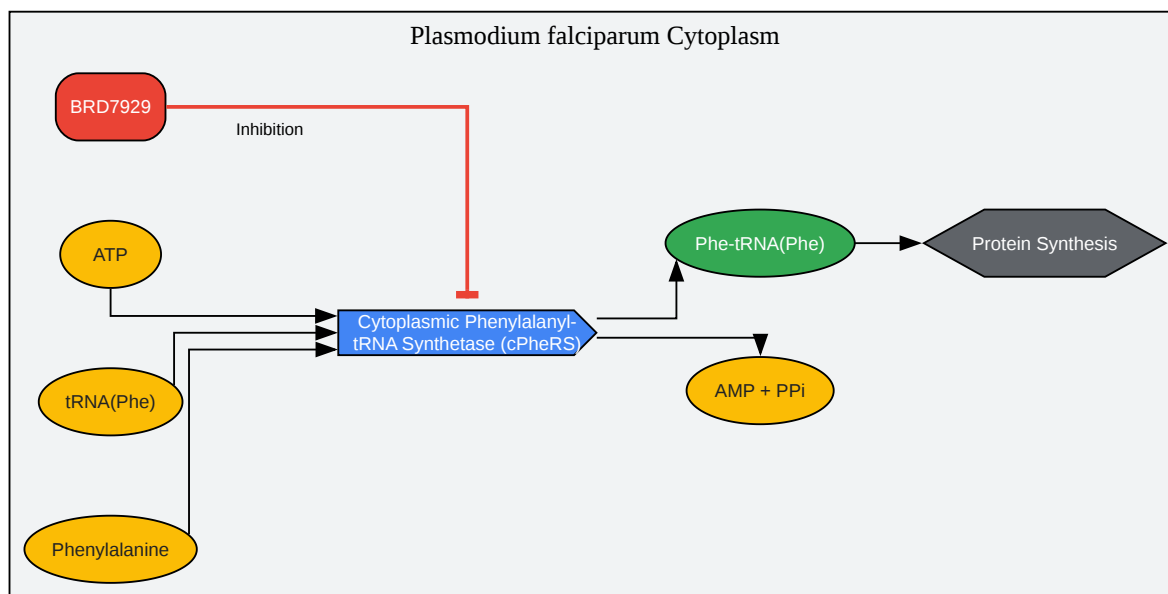 Plasmodium falciparum Cytoplasm
BRD7929
Inhibition
ATP
Phe-tRNA(Phe)
Protein Synthesis
Cytoplasmic Phenylalanyl-
tRNA Synthetase (cPheRS)
tRNA(Phe)
AMP + PPi
Phenylalanine